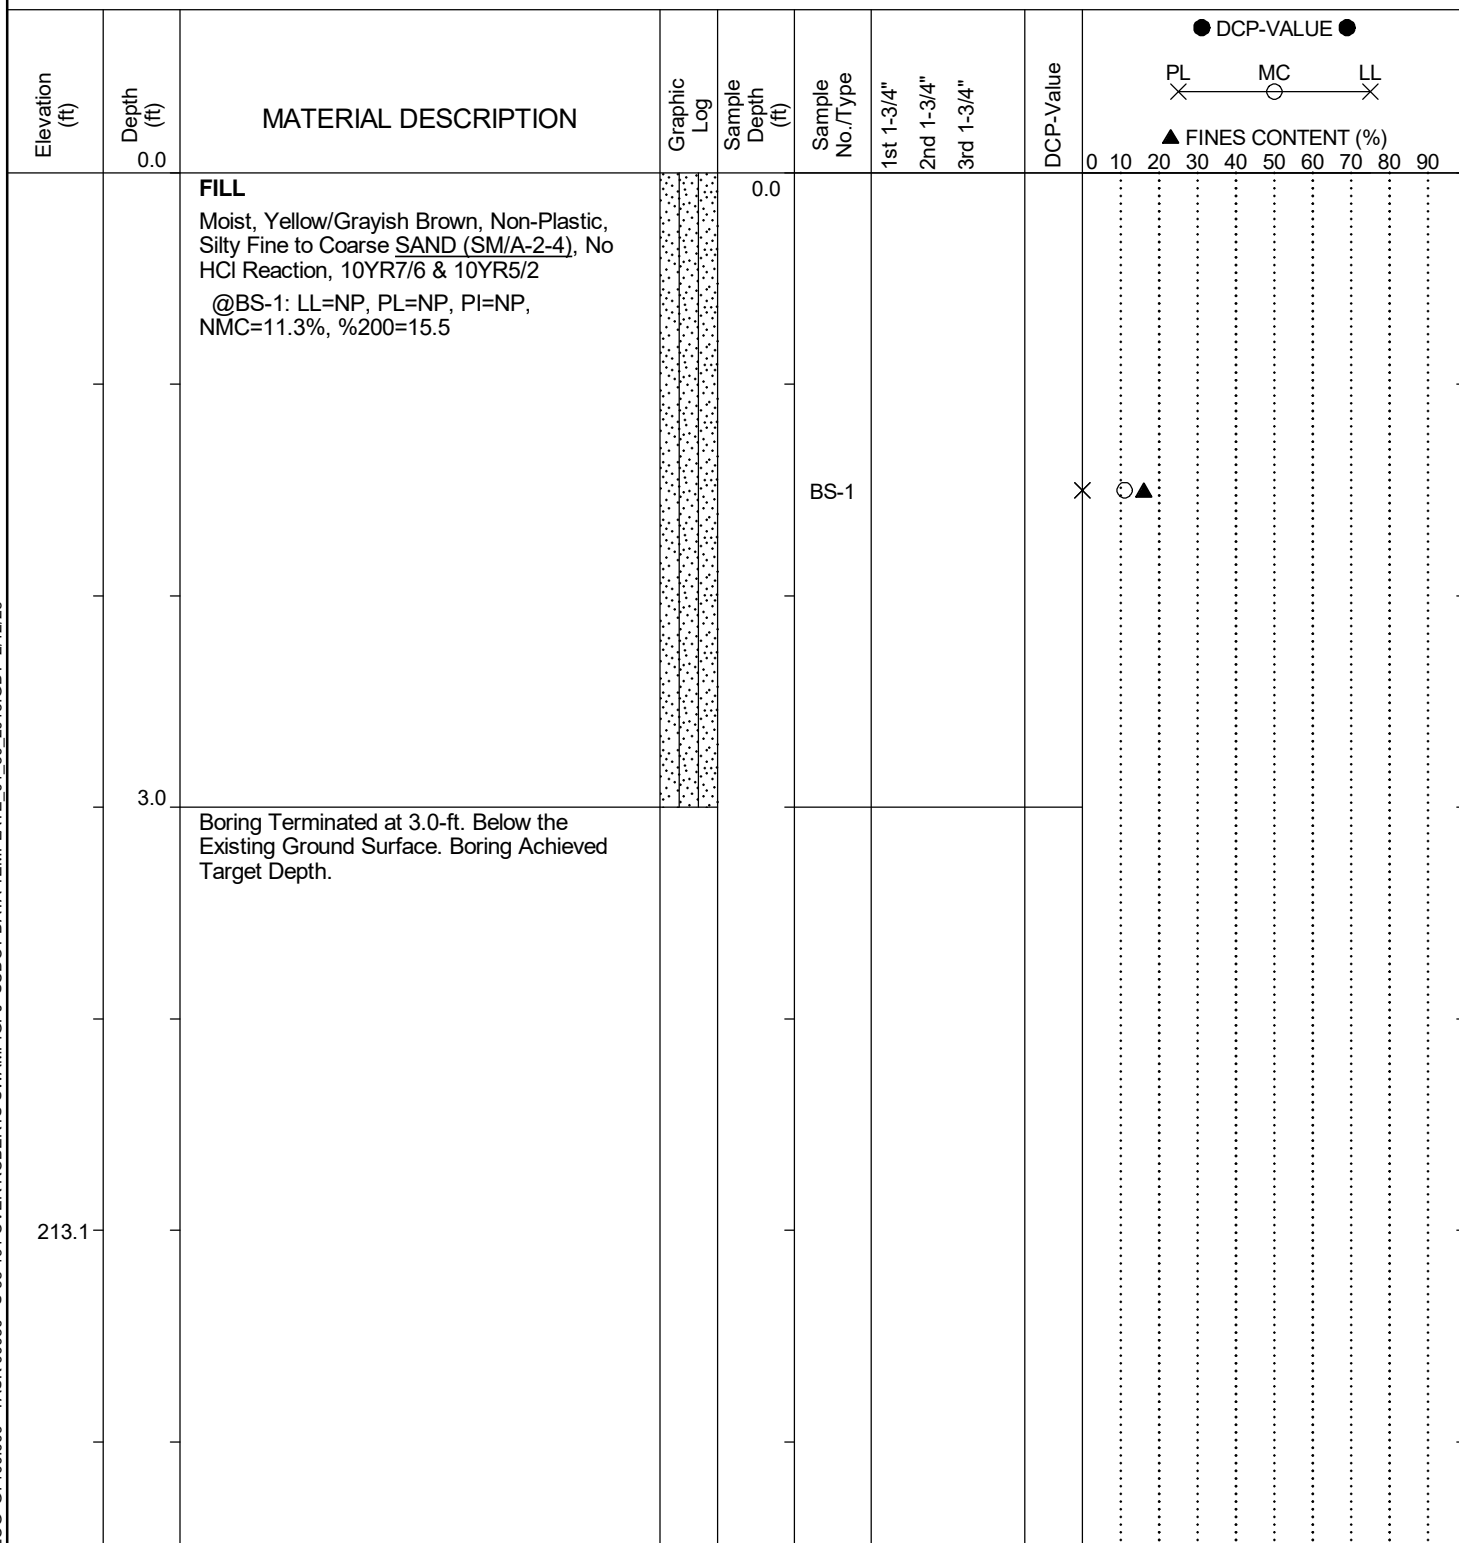 ● DCP-VALUE ●
PL MC LL
▲ FINES CONTENT (%)
Elevation (ft)
Depth (ft)
MATERIAL DESCRIPTION
Graphic Log
Sample Depth (ft)
Sample No./Type
1st 1-3/4"
2nd 1-3/4"
3rd 1-3/4"
DCP-Value
0.0
0 10 20 30 40 50 60 70 80 90
FILL
0.0
Moist, Yellow/Grayish Brown, Non-Plastic,
Silty Fine to Coarse SAND (SM/A-2-4), No
HCl Reaction, 10YR7/6 & 10YR5/2
@BS-1: LL=NP, PL=NP, PI=NP,
NMC=11.3%, %200=15.5
BS-1
3.0
Boring Terminated at 3.0-ft. Below the
Existing Ground Surface. Boring Achieved
Target Depth.
213.1